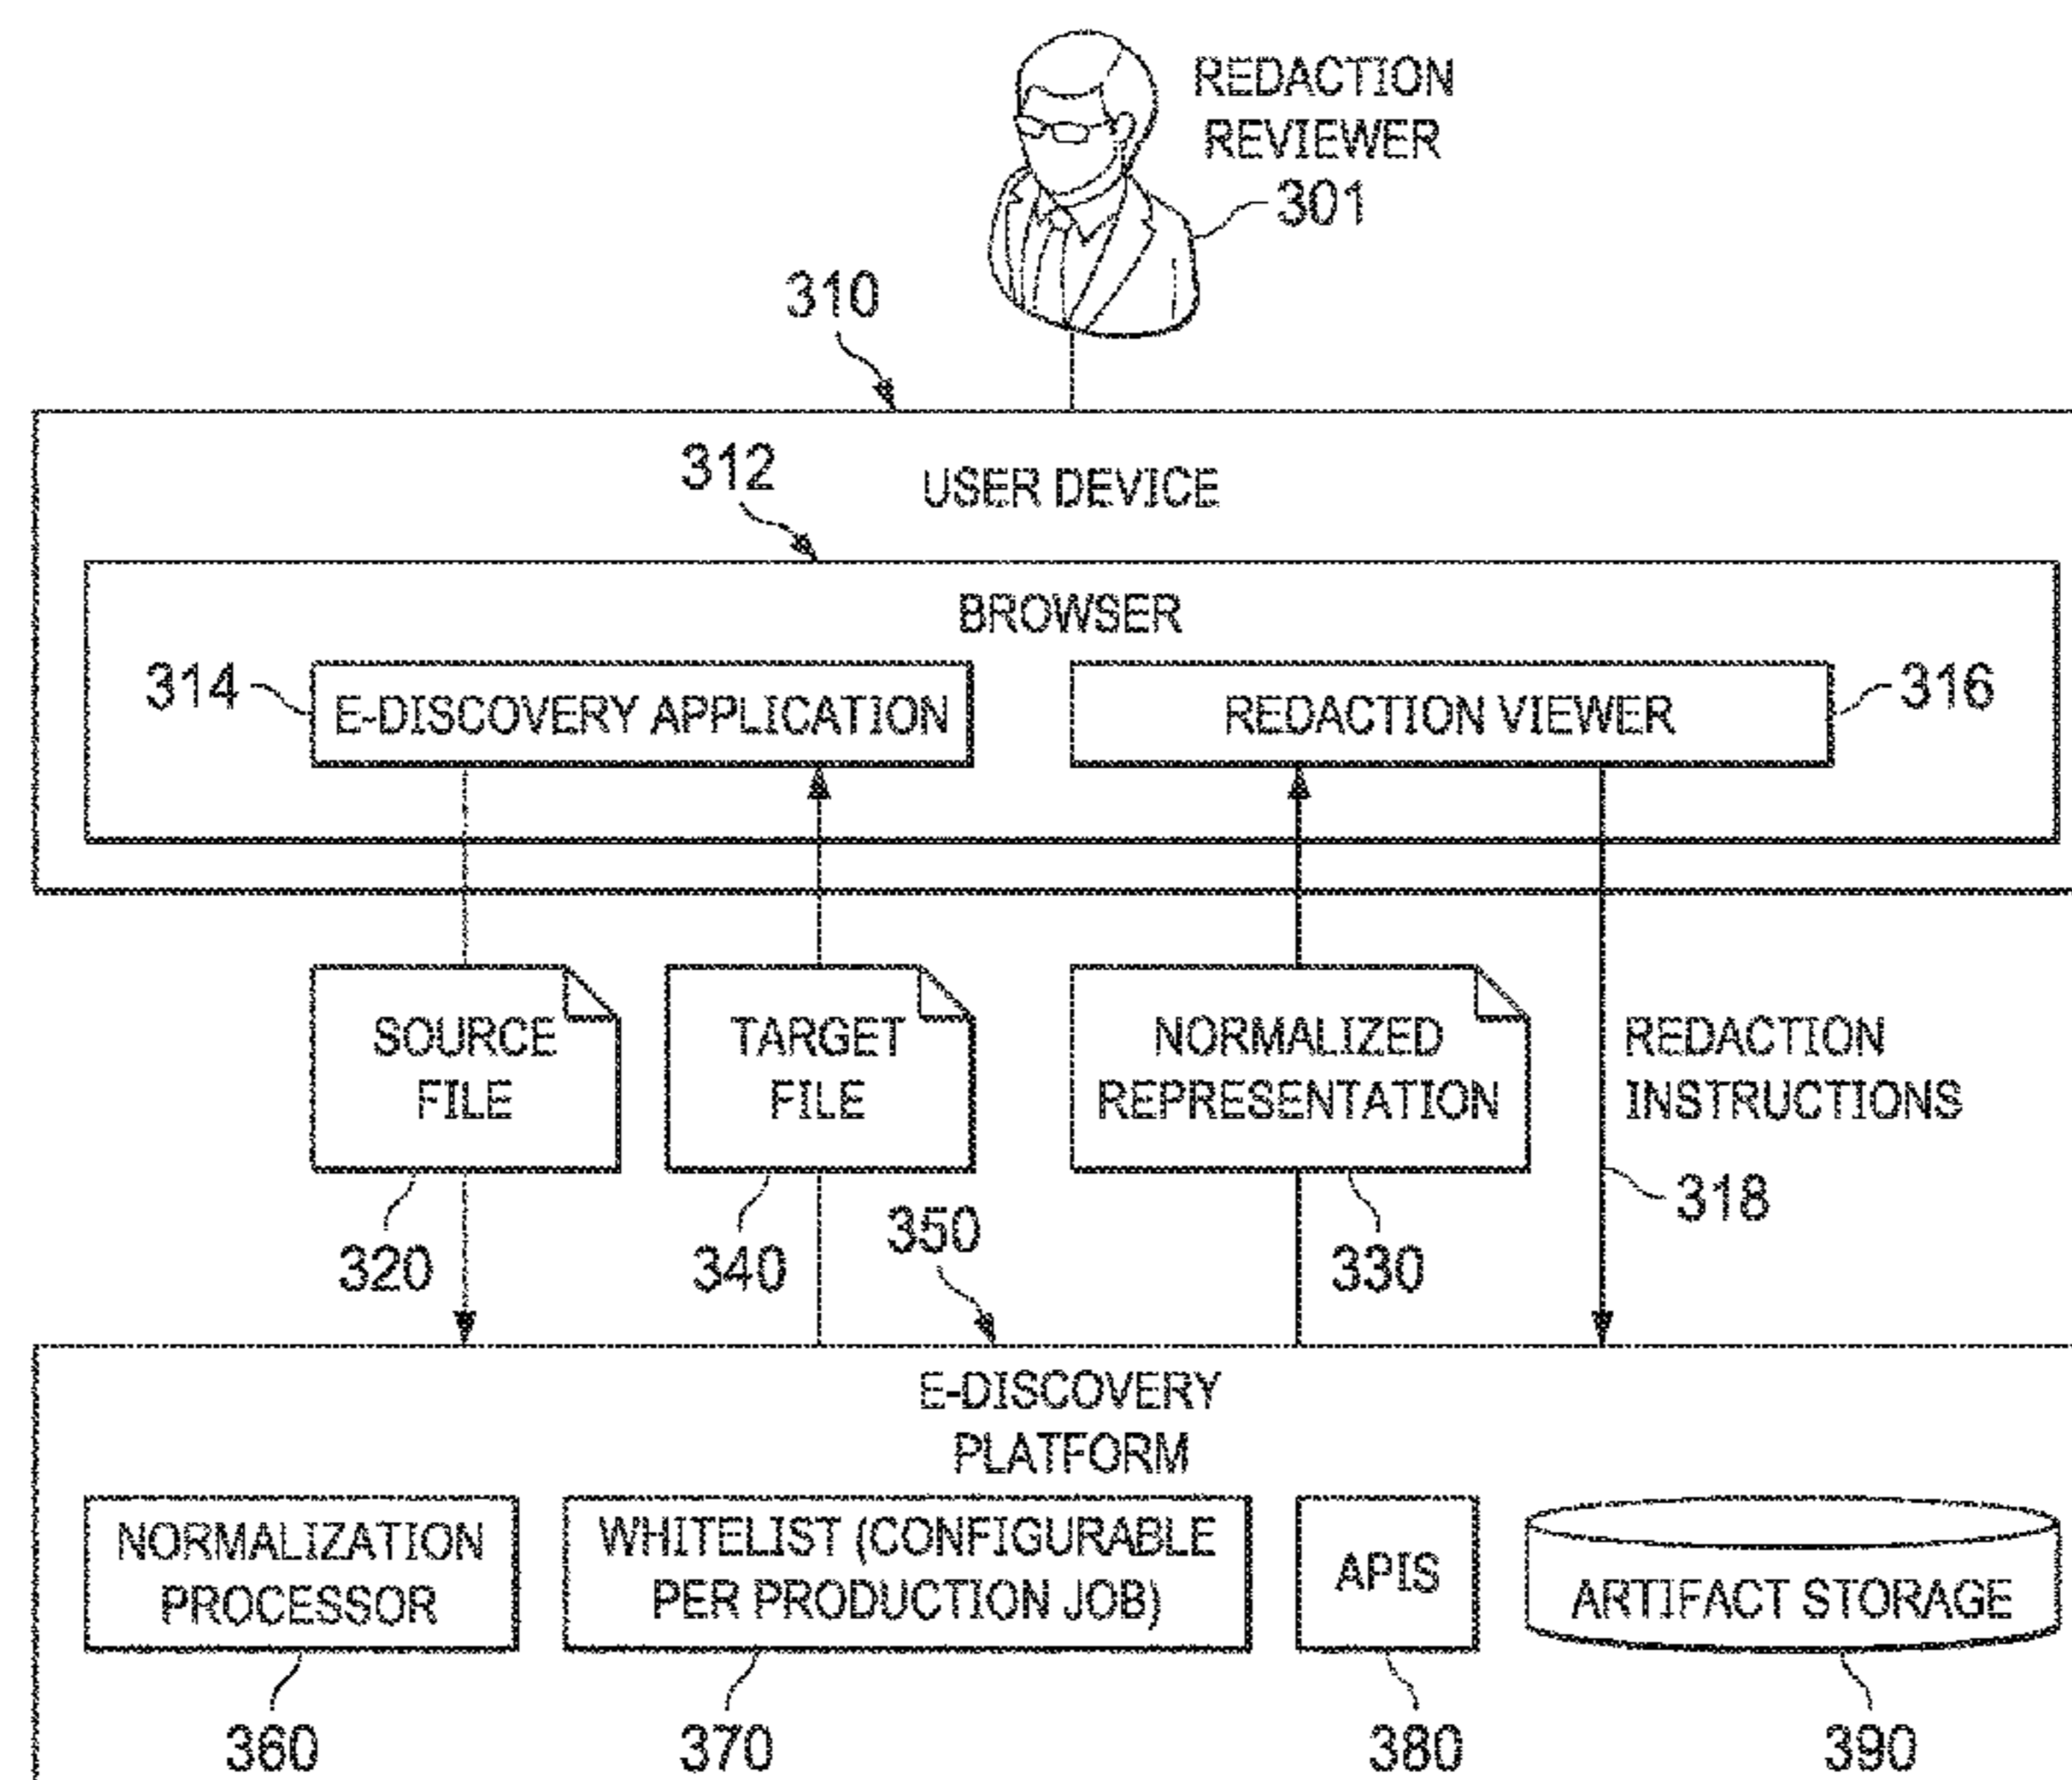 REDACTION
REVIEWER
301
310
312
USER DEVICE
BROWSER
314
E-DISCOVERY APPLICATION
REDACTION VIEWER
316
SOURCE
FILE
TARGET
FILE
NORMALIZED
REPRESENTATION
REDACTION
INSTRUCTIONS
318
320
340
350
330
E-DISCOVERY
PLATFORM
NORMALIZATION
PROCESSOR
WHITELIST (CONFIGURABLE
PER PRODUCTION JOB)
APIS
ARTIFACT STORAGE
360
370
380
390